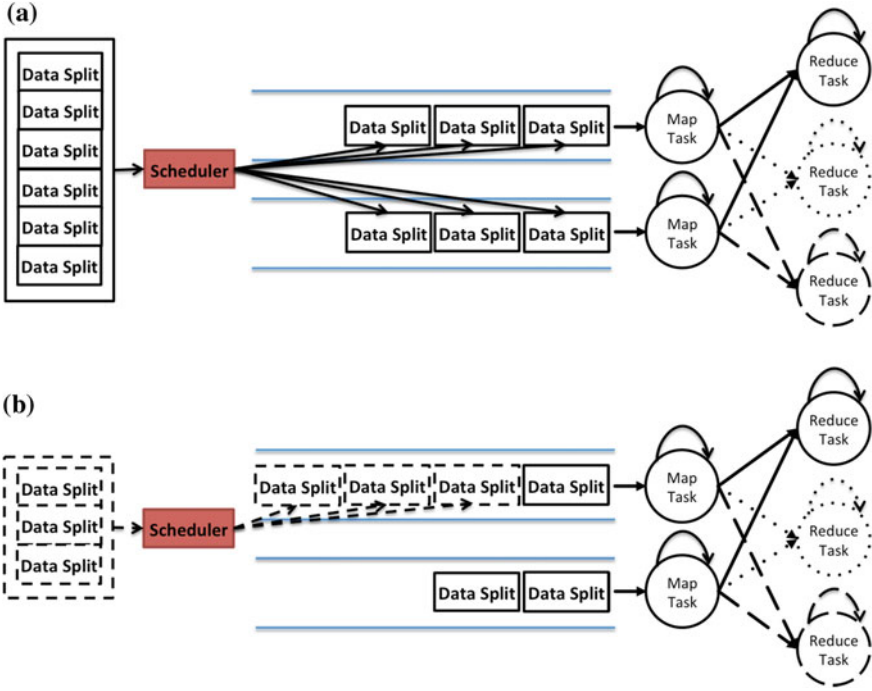 (a)
Data Split
Data Split
Data Split
Data Split
Data Split
Data Split
Scheduler
Data Split Data Split Data Split
Data Split Data Split Data Split
Map
Task
Map
Task
Reduce
Task
Reduce
Task
Reduce
Task
(b)
Data Split
Data Split
Data Split
Scheduler
Data Split Data Split Data Split Data Split
Data Split Data Split
Map
Task
Map
Task
Reduce
Task
Reduce
Task
Reduce
Task